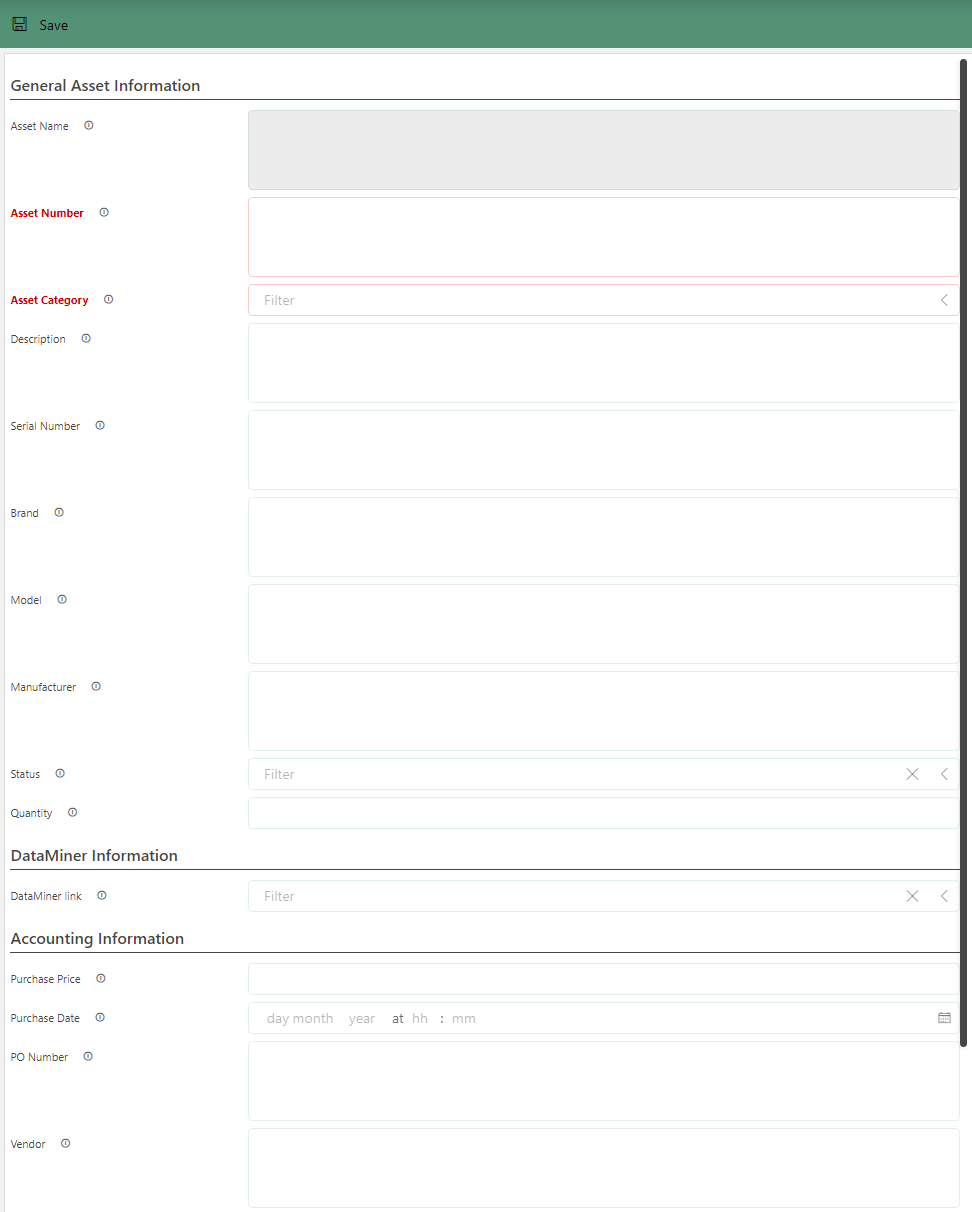 Save
General Asset Information
Asset Name
Asset Number
Asset Category Filter
Description
Serial Number
Brand
Model
Manufacturer
Status Filter
Quantity
DataMiner Information
DataMiner link Filter
Accounting Information
Purchase Price
Purchase Date day month year at hh : mm
PO Number
Vendor